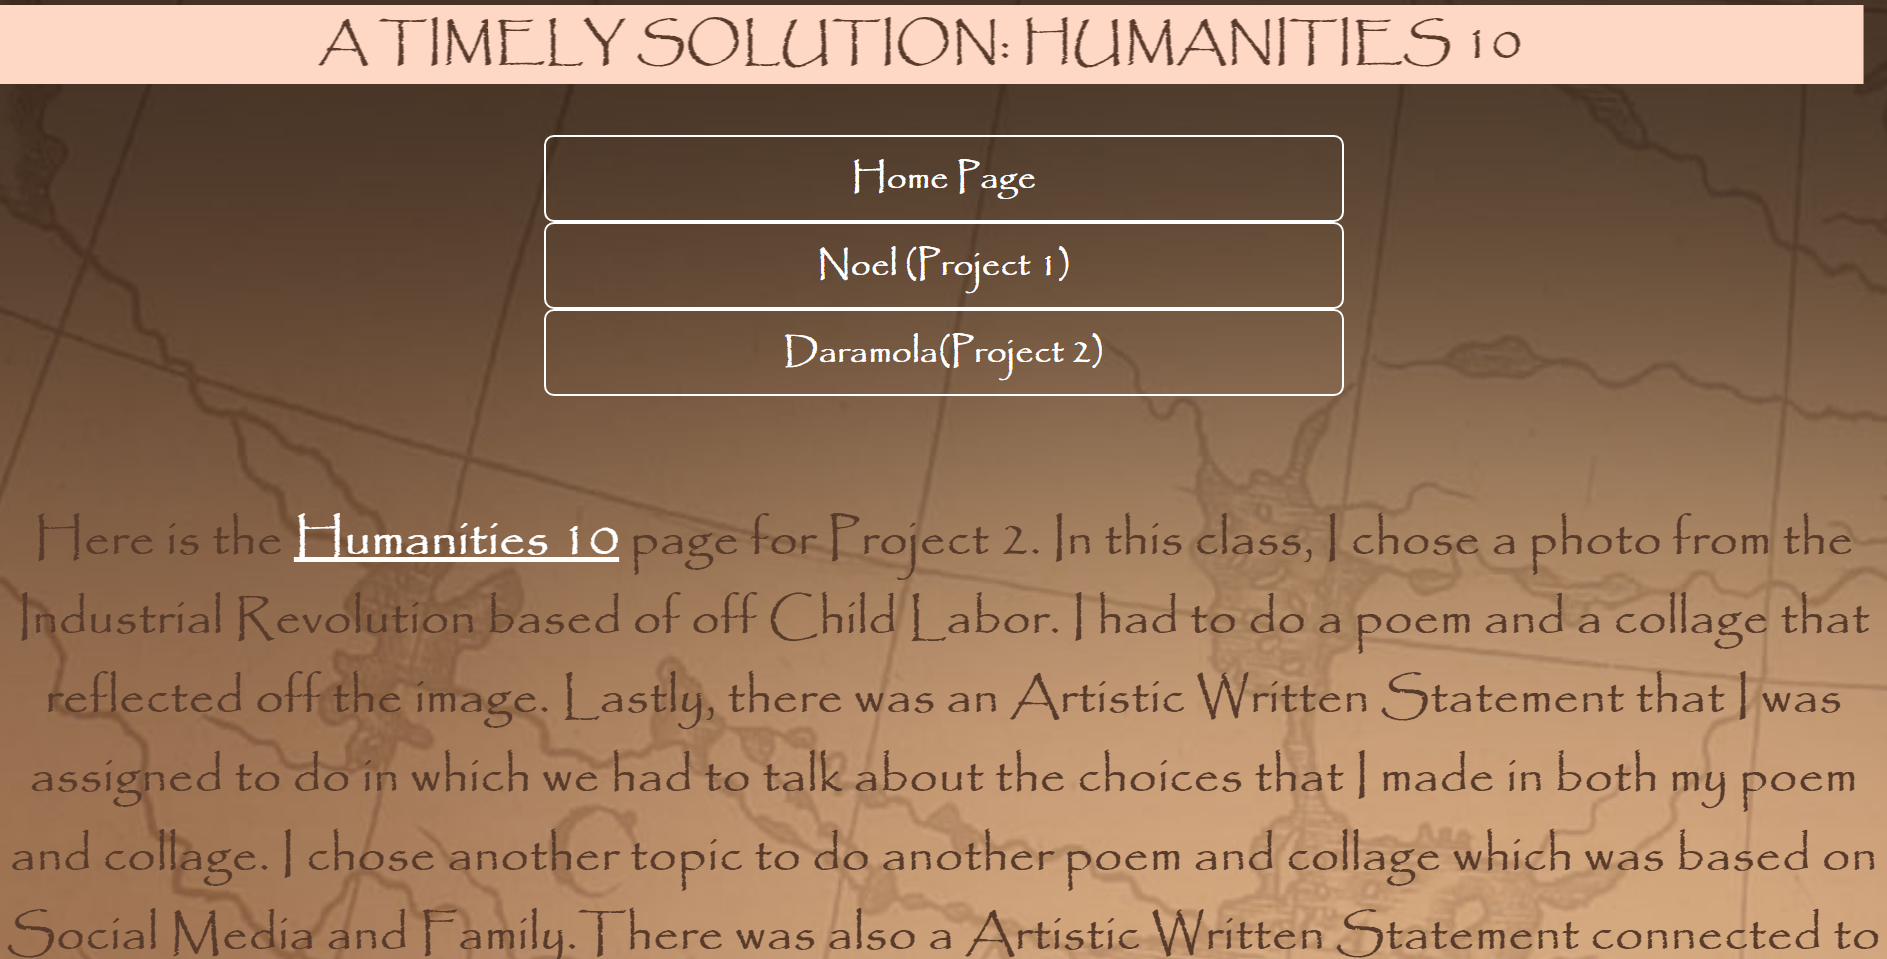 A TIMELY SOLUTION: HUMANITIES 10
Home Page
Noel (Project 1)
Daramola(Project 2)
Here is the Humanities 10 page for Project 2. In this class, I chose a photo from the
Industrial Revolution based of off Child Labor. I had to do a poem and a collage that
reflected off the image. Lastly, there was an Artistic Written Statement that I was
assigned to do in which we had to talk about the choices that I made in both my poem
and collage. I chose another topic to do another poem and collage which was based on
Social Media and Family. There was also a Artistic Written Statement connected to